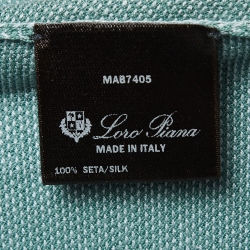 MAB7405
Loro Piana
MADE IN ITALY
100% SETA/SILK